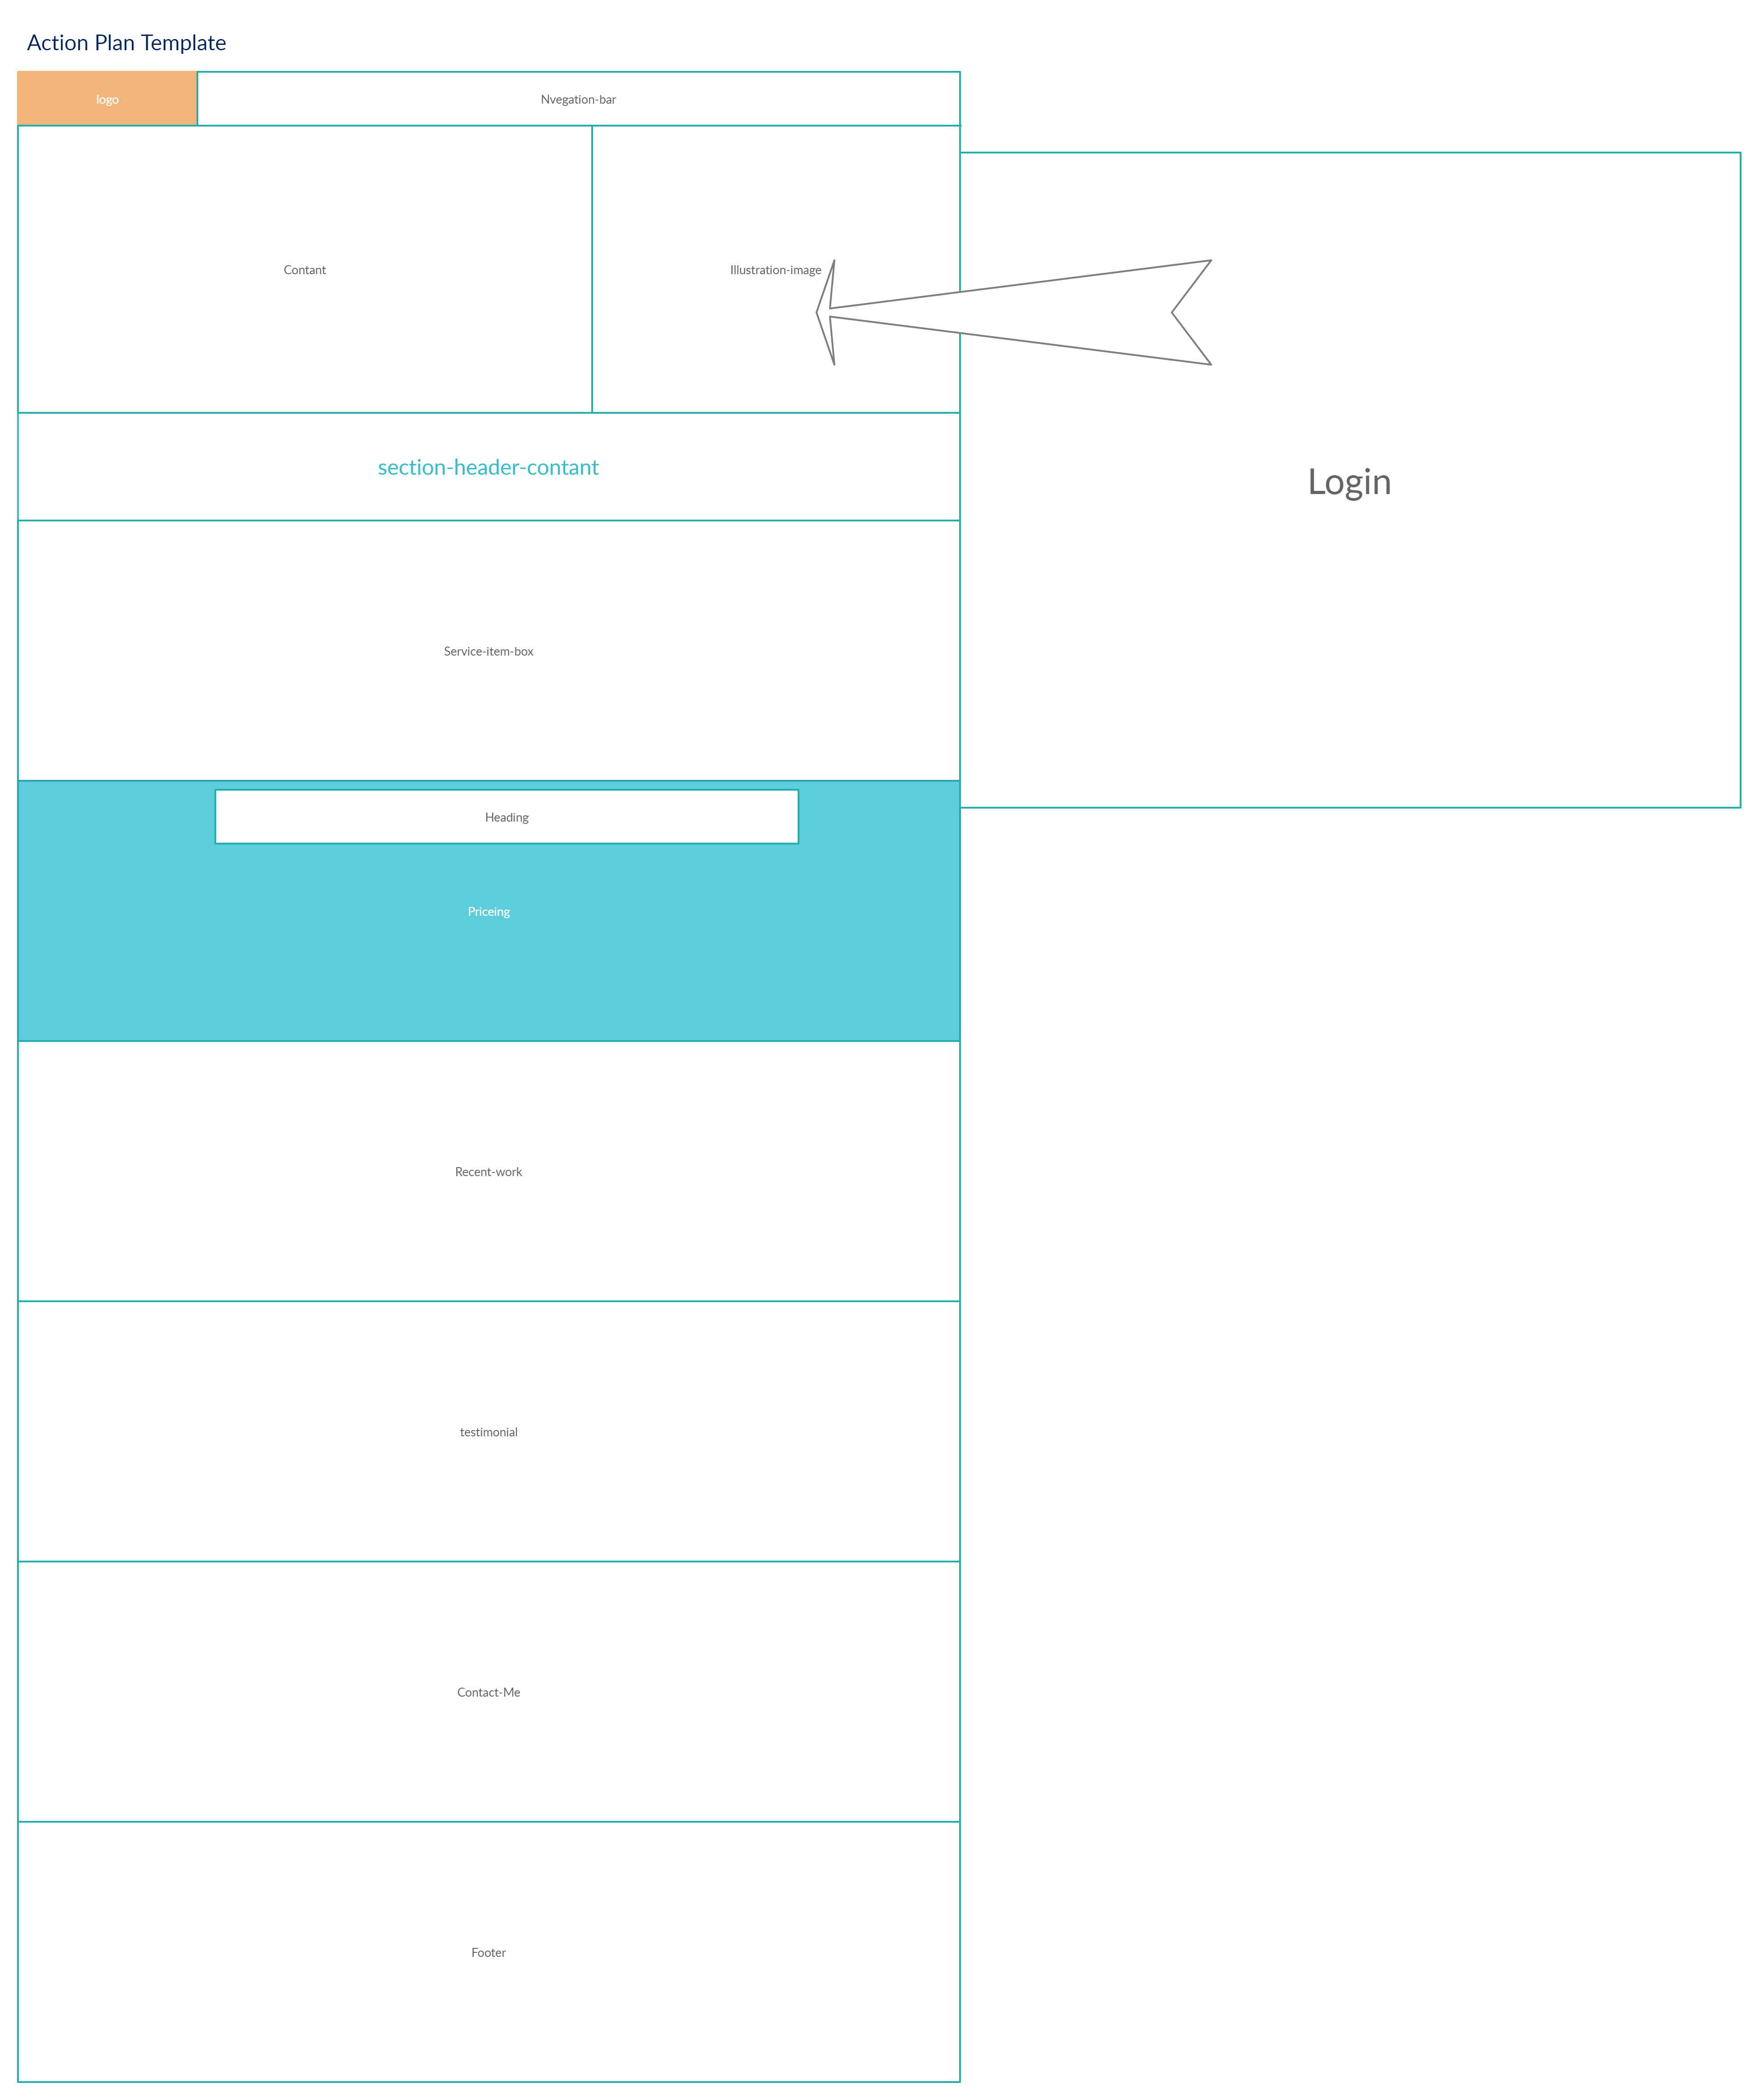 Action Plan Template
logo
Nvegation-bar
Contant
Illustration-image
section-header-contant
Login
Service-item-box
Heading
Priceing
Recent-work
testimonial
Contact-Me
Footer